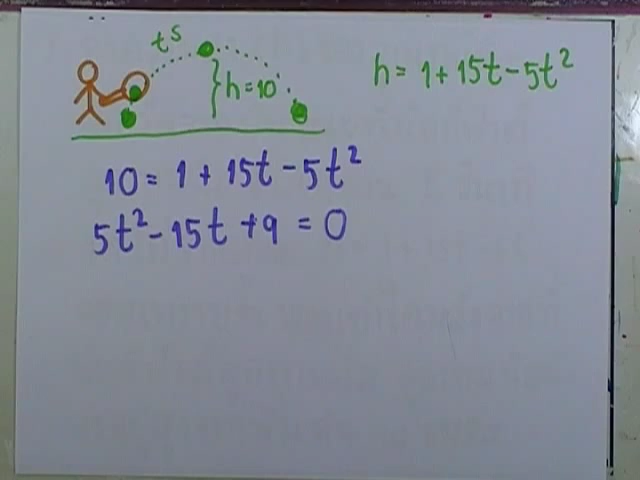 t s
h = 10
h = 1 + 15t - 5t²
10 = 1 + 15t - 5t²
5t² - 15t + 9 = 0